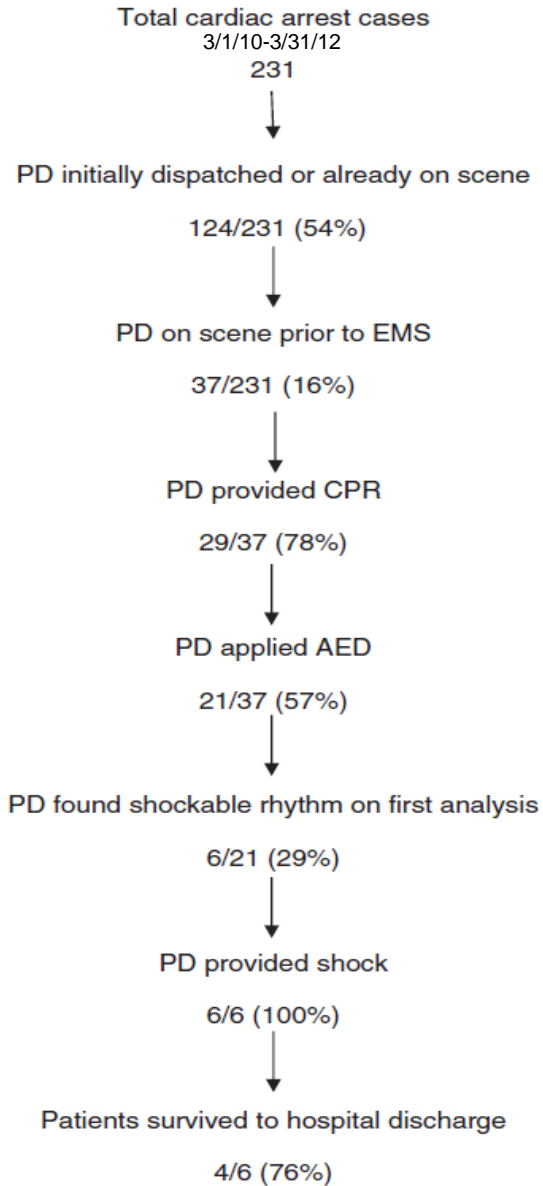 Total cardiac arrest cases
3/1/10-3/31/12
231
PD initially dispatched or already on scene
124/231 (54%)
PD on scene prior to EMS
37/231 (16%)
PD provided CPR
29/37 (78%)
PD applied AED
21/37 (57%)
PD found shockable rhythm on first analysis
6/21 (29%)
PD provided shock
6/6 (100%)
Patients survived to hospital discharge
4/6 (76%)